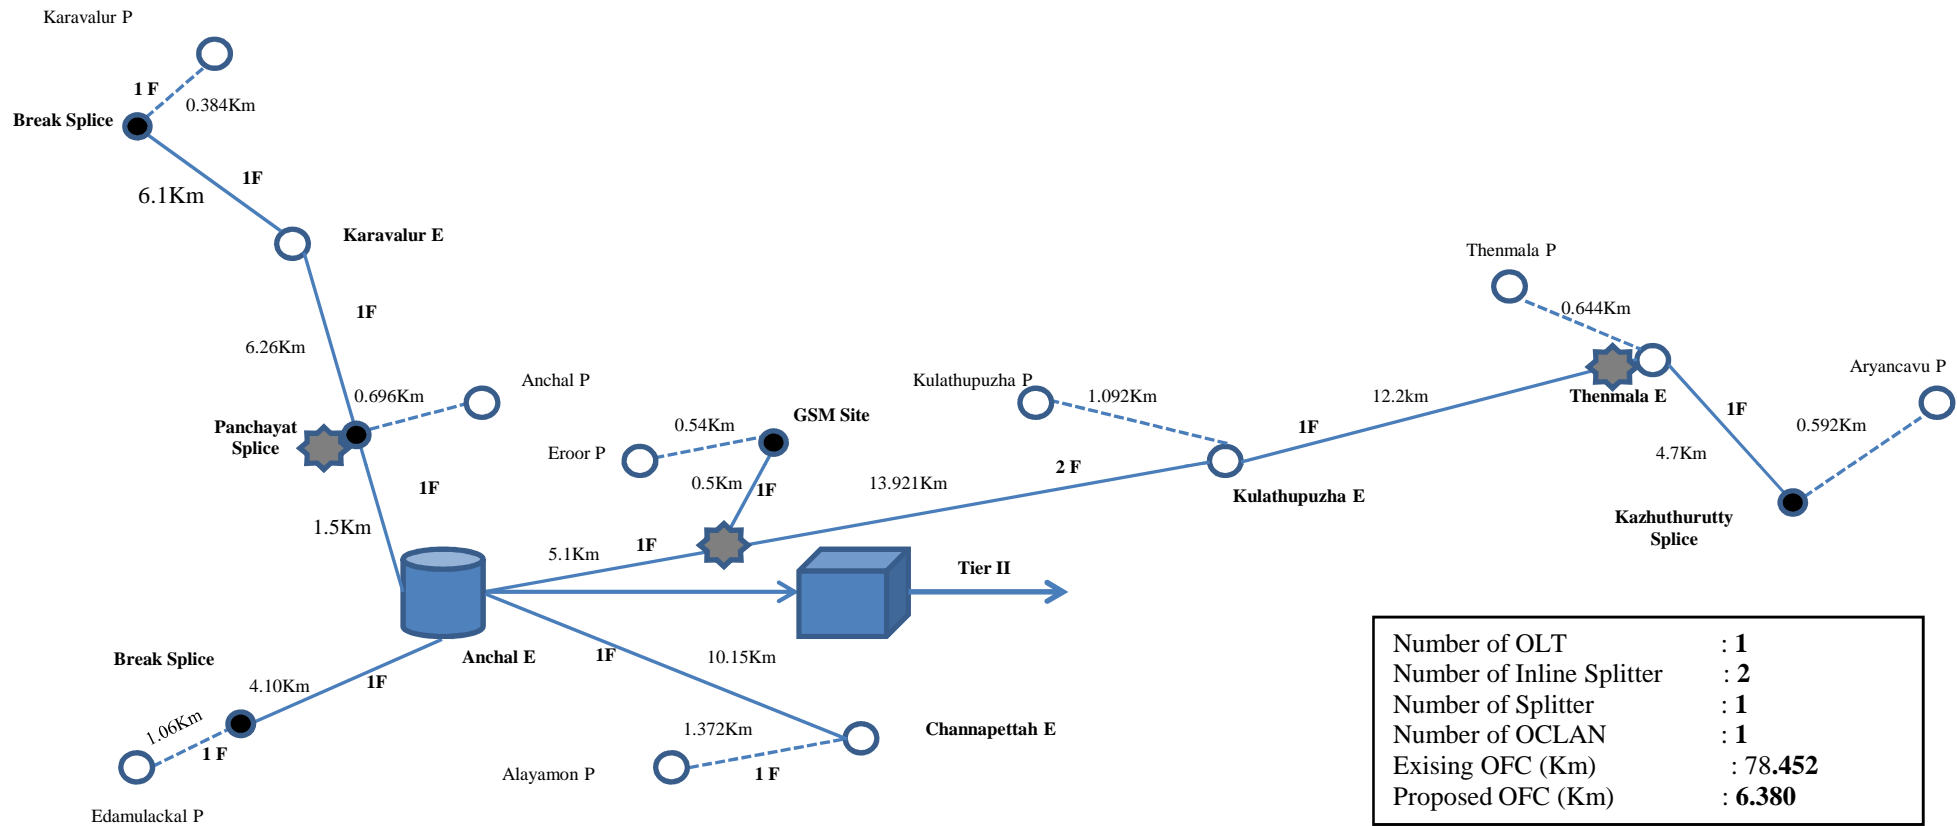 Karavalur P
1 F
0.384Km
Break Splice
1F
6.1Km
Karavalur E
1F
6.26Km
Thenmala P
0.644Km
Anchal P
0.696Km
Kulathupuzha P
1.092Km
12.2km
Thenmala E
Aryancavu P
1F
0.592Km
Panchayat
Splice
GSM Site
0.54Km
Eroor P
1F
4.7Km
2 F
1F
0.5Km
1F
13.921Km
Kulathupuzha E
Kazhuthurutty
Splice
1.5Km
5.1Km
1F
Tier II
Break Splice
Anchal E
1F
10.15Km
4.10Km
1F
1.06Km
1 F
1.372Km
Channapettah E
Alayamon P
1 F
Edamulackal P
Number of OLT : 1
Number of Inline Splitter : 2
Number of Splitter : 1
Number of OCLAN : 1
Exising OFC (Km) : 78.452
Proposed OFC (Km) : 6.380